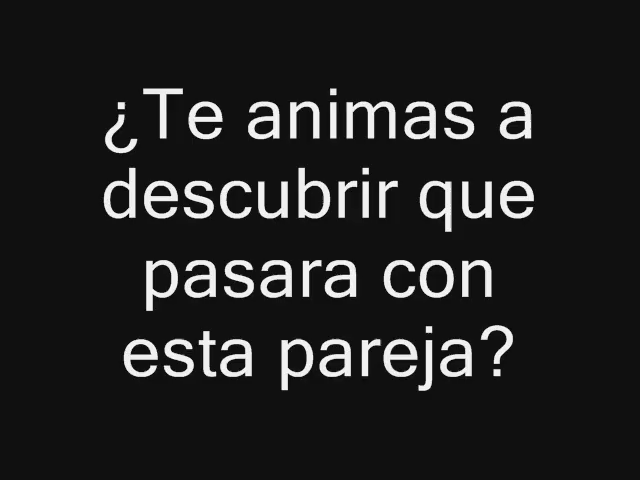 ¿Te animas a
descubrir que
pasara con
esta pareja?